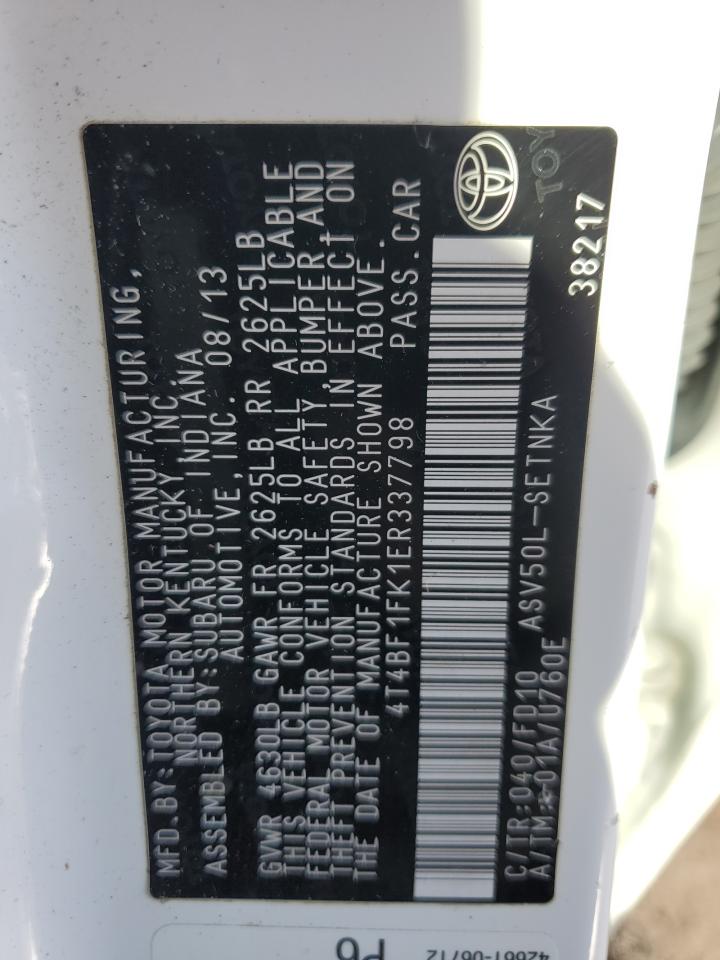 MFD.BY:TOYOTA MOTOR MANUFACTURING,
NORTHERN KENTUCKY INC.
ASSEMBLED BY:SUBARU OF INDIANA
AUTOMOTIVE, INC. 08/13
GVWR 4630LB GAWR FR 2625LB RR 2625LB
THIS VEHICLE CONFORMS TO ALL APPLICABLE
FEDERAL MOTOR VEHICLE SAFETY,BUMPER AND
THEFT PREVENTION STANDARDS IN EFFECT ON
THE DATE OF MANUFACTURE SHOWN ABOVE.
4T4BF1FK1ER337798 PASS.CAR
C/TR:040/FD10 ASV50L-SETNKA
A/TM:-01A/U760E 38217
TOY
P6
42661-06712